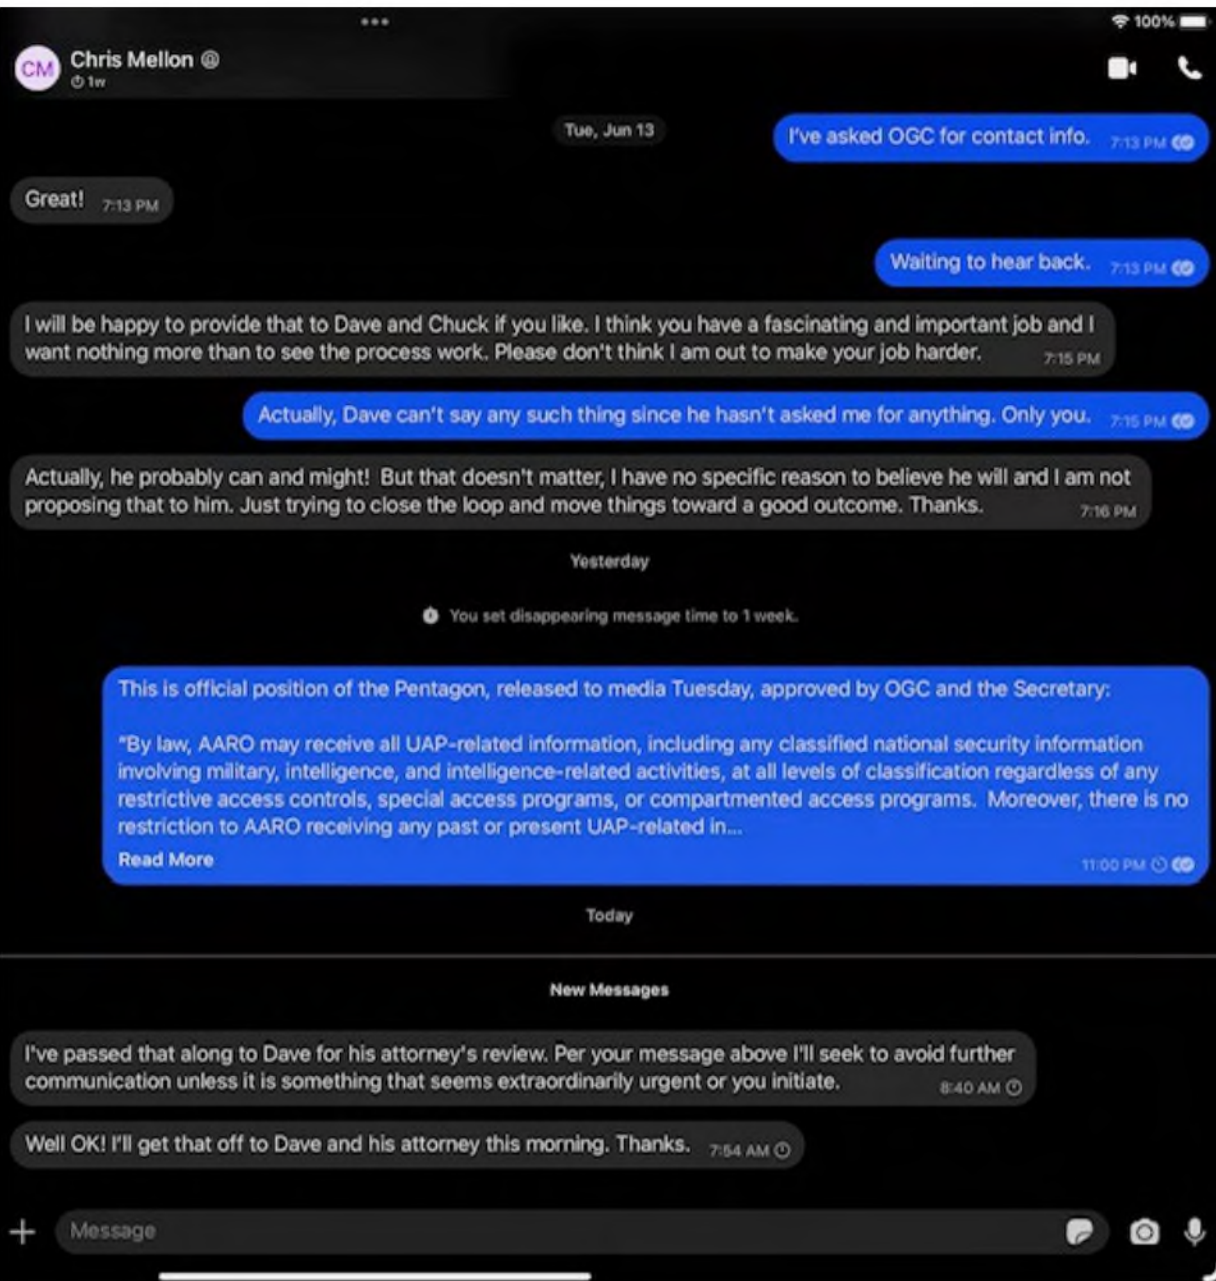 100%
CM
Chris Mellon
1w
Tue, Jun 13
I've asked OGC for contact info. 7:13 PM
Great! 7:13 PM
Waiting to hear back. 7:13 PM
I will be happy to provide that to Dave and Chuck if you like. I think you have a fascinating and important job and I
want nothing more than to see the process work. Please don't think I am out to make your job harder. 7:15 PM
Actually, Dave can't say any such thing since he hasn't asked me for anything. Only you. 7:15 PM
Actually, he probably can and might!  But that doesn't matter, I have no specific reason to believe he will and I am not
proposing that to him. Just trying to close the loop and move things toward a good outcome. Thanks. 7:16 PM
Yesterday
You set disappearing message time to 1 week.
This is official position of the Pentagon, released to media Tuesday, approved by OGC and the Secretary:
"By law, AARO may receive all UAP-related information, including any classified national security information
involving military, intelligence, and intelligence-related activities, at all levels of classification regardless of any
restrictive access controls, special access programs, or compartmented access programs.  Moreover, there is no
restriction to AARO receiving any past or present UAP-related in...
Read More 11:00 PM
Today
New Messages
I've passed that along to Dave for his attorney's review. Per your message above I'll seek to avoid further
communication unless it is something that seems extraordinarily urgent or you initiate. 8:40 AM
Well OK! I'll get that off to Dave and his attorney this morning. Thanks. 7:54 AM
Message